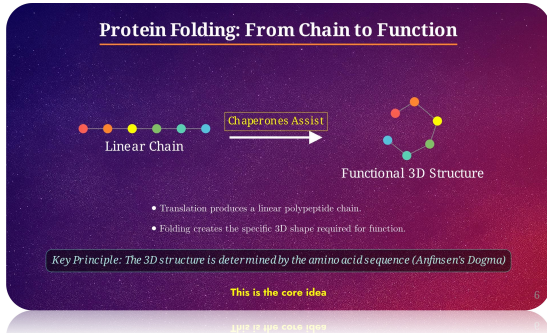 Protein Folding: From Chain to Function
Chaperones Assist
Linear Chain
Functional 3D Structure
• Translation produces a linear polypeptide chain.
• Folding creates the specific 3D shape required for function.
Key Principle: The 3D structure is determined by the amino acid sequence (Anfinsen's Dogma)
This is the core idea
6